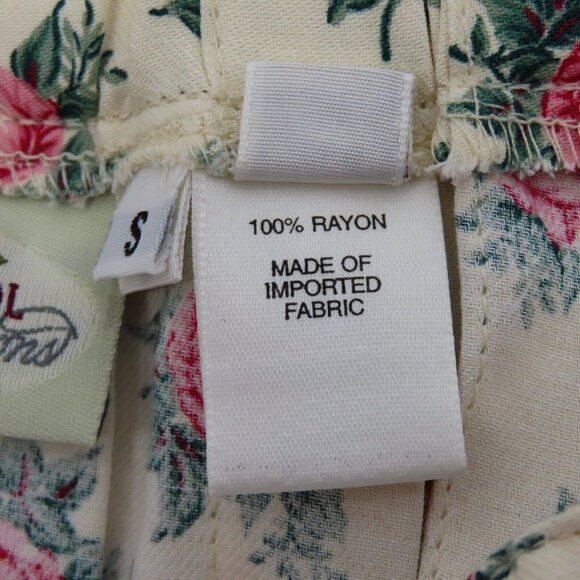 S
100% RAYON
MADE OF
IMPORTED
FABRIC